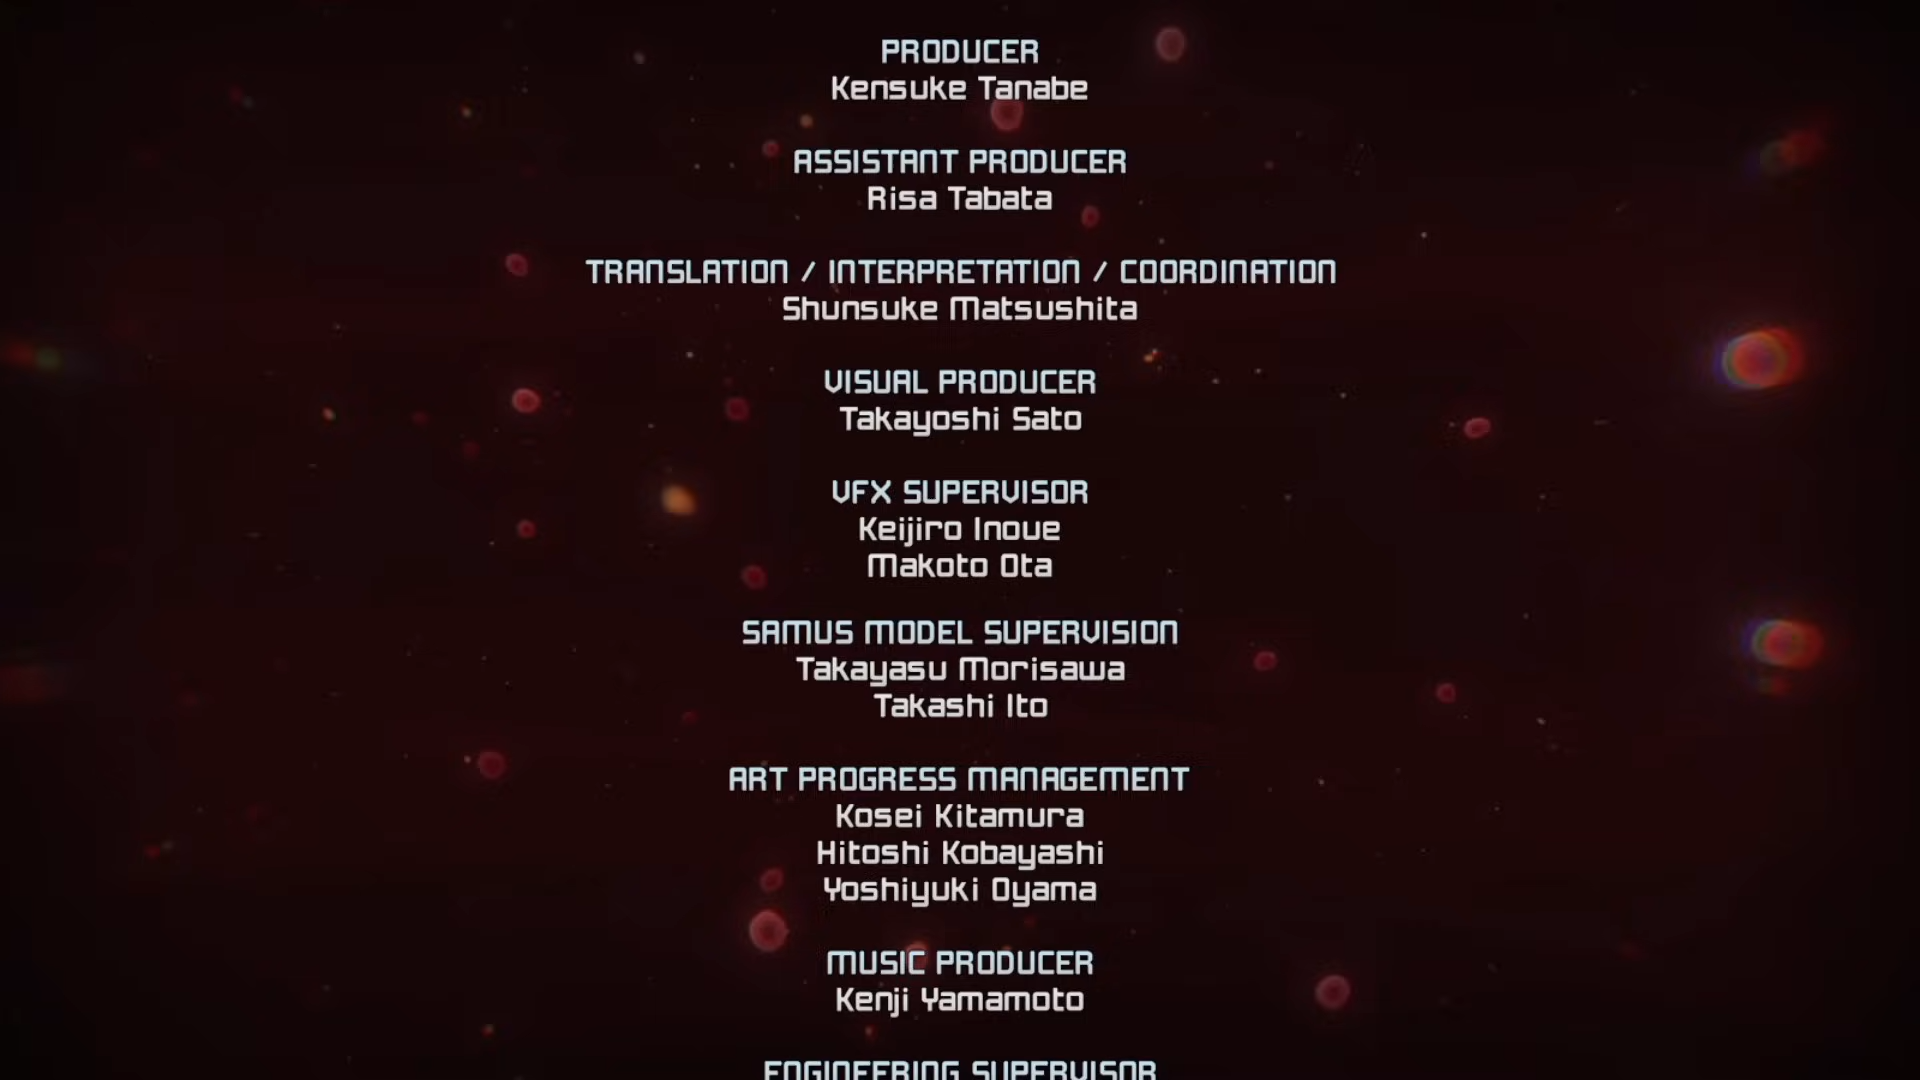 PRODUCER
Kensuke Tanabe
ASSISTANT PRODUCER
Risa Tabata
TRANSLATION / INTERPRETATION / COORDINATION
Shunsuke Matsushita
VISUAL PRODUCER
Takayoshi Sato
VFX SUPERVISOR
Keijiro Inoue
Makoto Ota
SAMUS MODEL SUPERVISION
Takayasu Morisawa
Takashi Ito
ART PROGRESS MANAGEMENT
Kosei Kitamura
Hitoshi Kobayashi
Yoshiyuki Oyama
MUSIC PRODUCER
Kenji Yamamoto
ENGINEERING SUPERVISOR